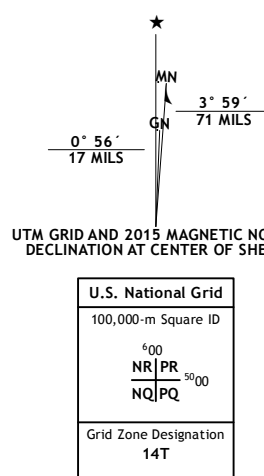 ★
MN
3° 59´
71 MILS
GN
0° 56´
17 MILS
UTM GRID AND 2015 MAGNETIC NO
DECLINATION AT CENTER OF SHE
U.S. National Grid
100,000-m Square ID
⁶00
NR PR
⁵⁰00
NQ PQ
Grid Zone Designation
14T